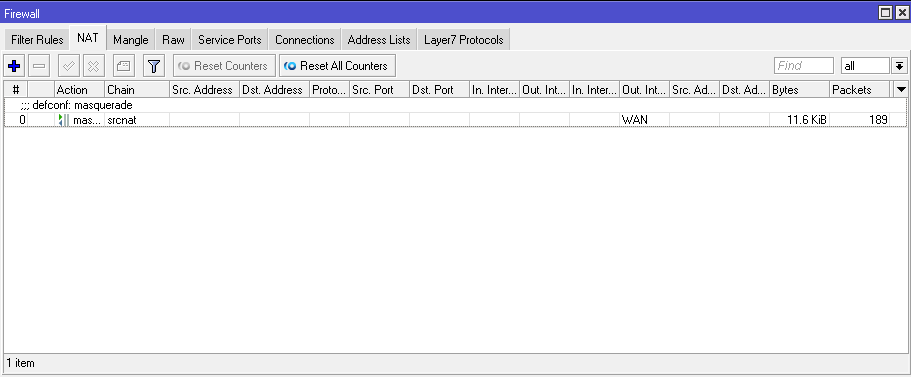 Firewall
Filter Rules NAT Mangle Raw Service Ports Connections Address Lists Layer7 Protocols
Reset Counters Reset All Counters Find all
# Action Chain Src. Address Dst. Address Proto... Src. Port Dst. Port In. Inter... Out. Int... In. Inter... Out. Int... Src. Ad... Dst. Ad... Bytes Packets
;;; defconf: masquerade
0 mas... srcnat WAN 11.6 KiB 189
1 item